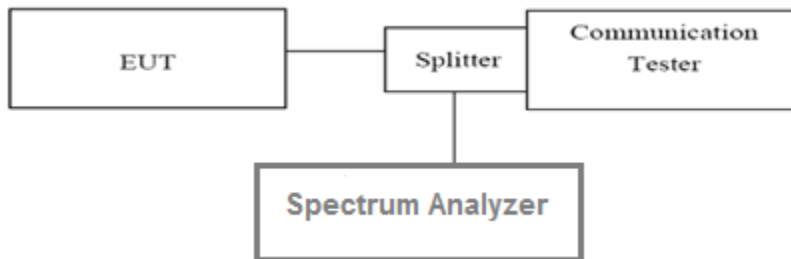 EUT
Splitter
Communication
Tester
Spectrum Analyzer